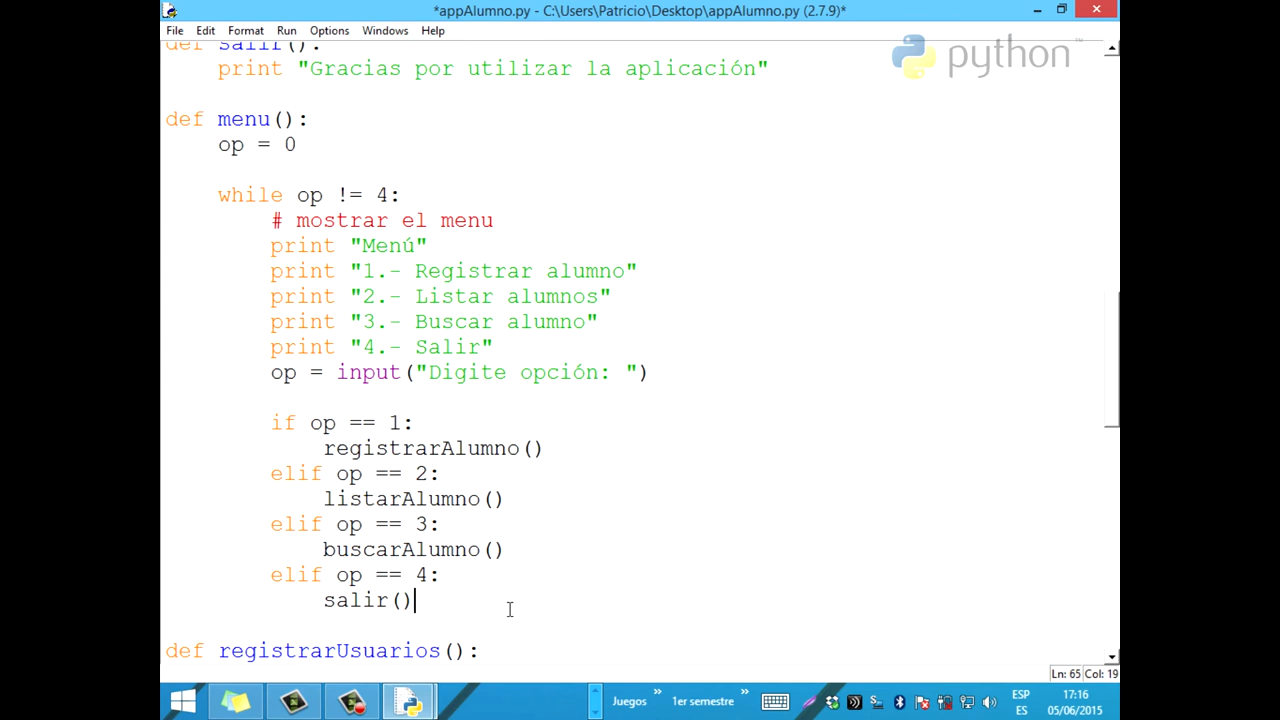 *appAlumno.py - C:\Users\Patricio\Desktop\appAlumno.py (2.7.9)*
File Edit Format Run Options Windows Help
def salir():
    print "Gracias por utilizar la aplicación"
python
def menu():
    op = 0
    while op != 4:
        # mostrar el menu
        print "Menú"
        print "1.- Registrar alumno"
        print "2.- Listar alumnos"
        print "3.- Buscar alumno"
        print "4.- Salir"
        op = input("Digite opción: ")
        if op == 1:
            registrarAlumno()
        elif op == 2:
            listarAlumno()
        elif op == 3:
            buscarAlumno()
        elif op == 4:
            salir()
def registrarUsuarios():
Ln: 65 Col: 19
Juegos » 1er semestre » ESP ES 17:16 05/06/2015